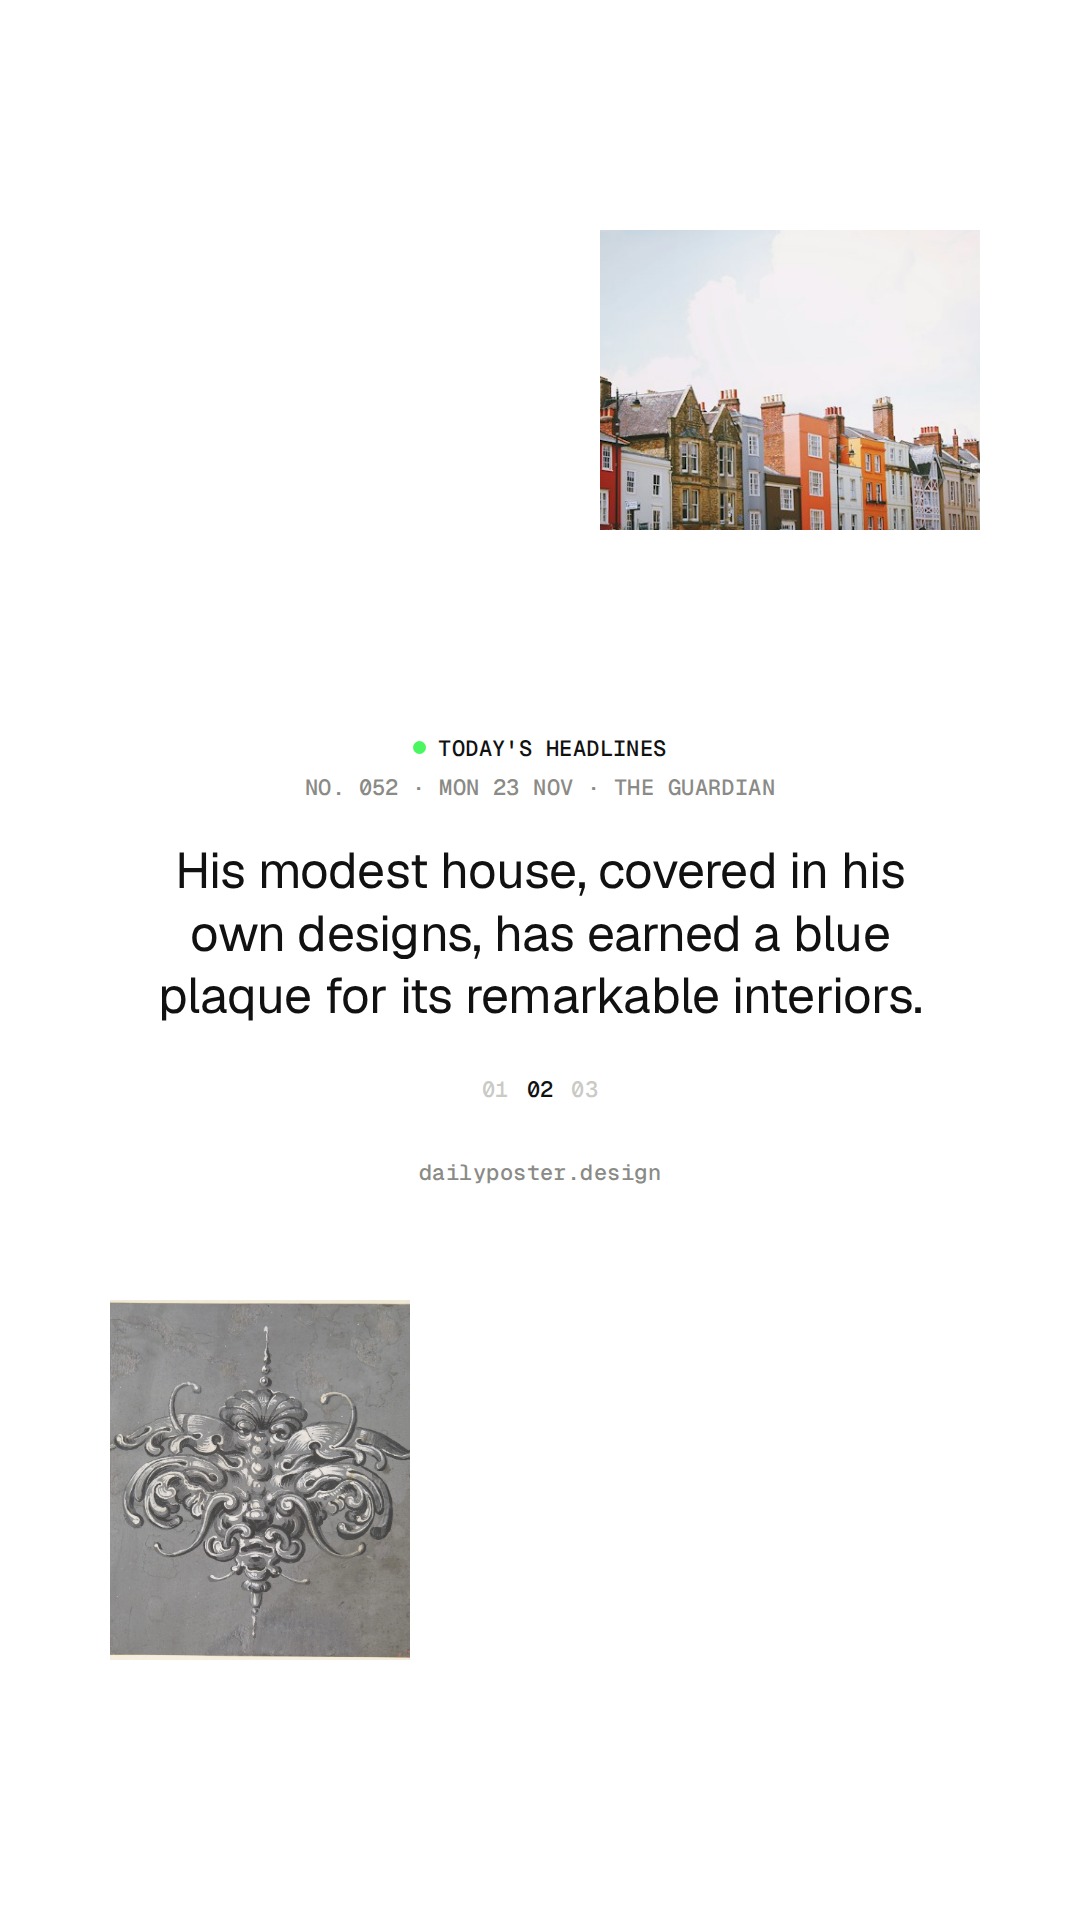 TODAY'S HEADLINES
NO. 052 · MON 23 NOV · THE GUARDIAN
His modest house, covered in his
own designs, has earned a blue
plaque for its remarkable interiors.
01 02 03
dailyposter.design